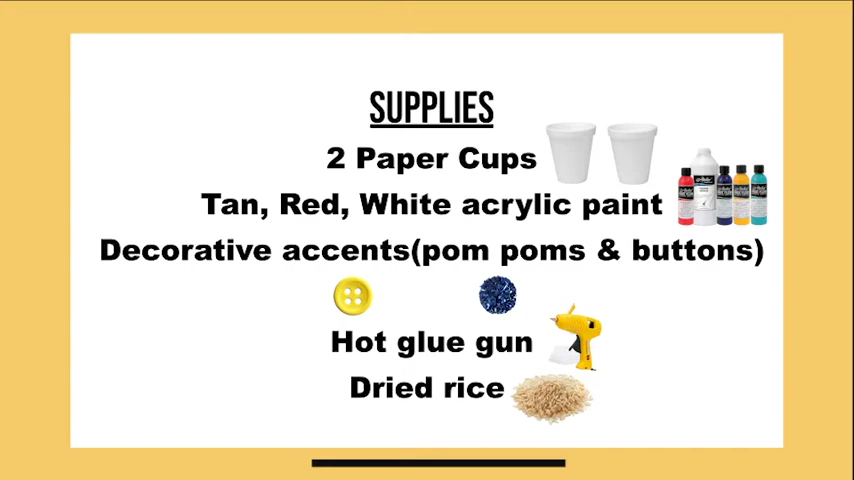 SUPPLIES
2 Paper Cups
Tan, Red, White acrylic paint
Decorative accents(pom poms & buttons)
Hot glue gun
Dried rice